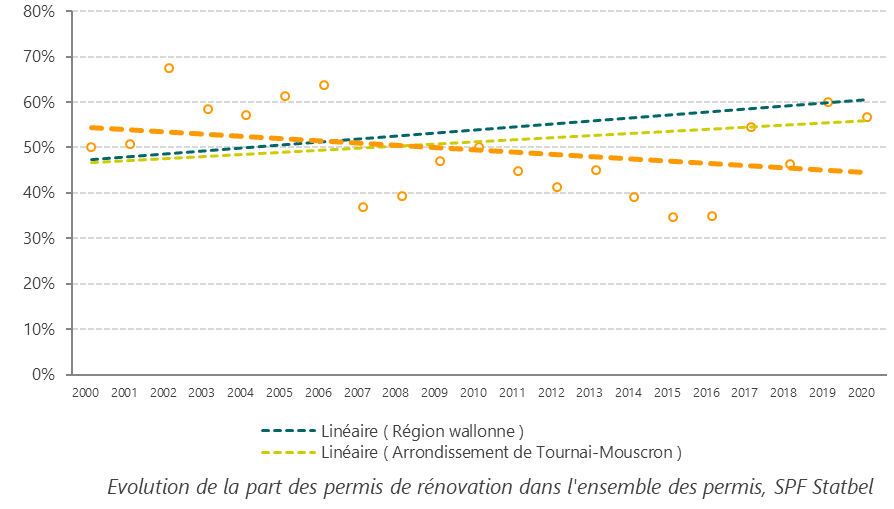 80%
70%
60%
50%
40%
30%
20%
10%
0%
2000 2001 2002 2003 2004 2005 2006 2007 2008 2009 2010 2011 2012 2013 2014 2015 2016 2017 2018 2019 2020
Linéaire ( Région wallonne )
Linéaire ( Arrondissement de Tournai-Mouscron )
Evolution de la part des permis de rénovation dans l'ensemble des permis, SPF Statbel